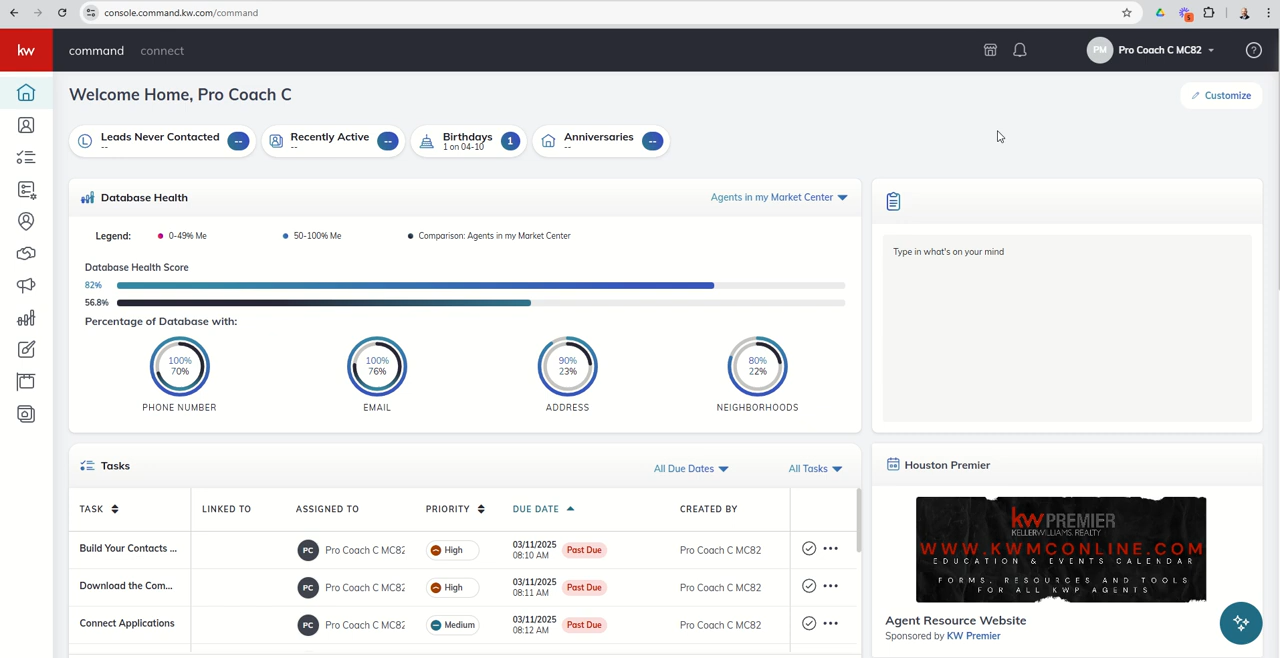 console.command.kw.com/command
5
kw
command
connect
PM
Pro Coach C MC82
?
Welcome Home, Pro Coach C
Customize
Leads Never Contacted
--
--
Recently Active
--
--
Birthdays
1 on 04-10
1
Anniversaries
--
--
Database Health
Agents in my Market Center
Legend:
0-49% Me
50-100% Me
Comparison: Agents in my Market Center
Database Health Score
82%
56.8%
Percentage of Database with:
100%
70%
PHONE NUMBER
100%
76%
EMAIL
90%
23%
ADDRESS
80%
22%
NEIGHBORHOODS
Type in what's on your mind
Tasks
All Due Dates
All Tasks
TASK
LINKED TO
ASSIGNED TO
PRIORITY
DUE DATE
CREATED BY
Build Your Contacts ...
PC
Pro Coach C MC82
High
03/11/2025
08:10 AM
Past Due
Pro Coach C MC82
Download the Com...
PC
Pro Coach C MC82
High
03/11/2025
08:11 AM
Past Due
Pro Coach C MC82
Connect Applications
PC
Pro Coach C MC82
Medium
03/11/2025
08:12 AM
Past Due
Pro Coach C MC82
Houston Premier
kw PREMIER
KELLERWILLIAMS. REALTY
WWW.KWMCONLINE.COM
EDUCATION & EVENTS CALENDAR
FORMS, RESOURCES AND TOOLS
FOR ALL KWP AGENTS
Agent Resource Website
Sponsored by KW Premier